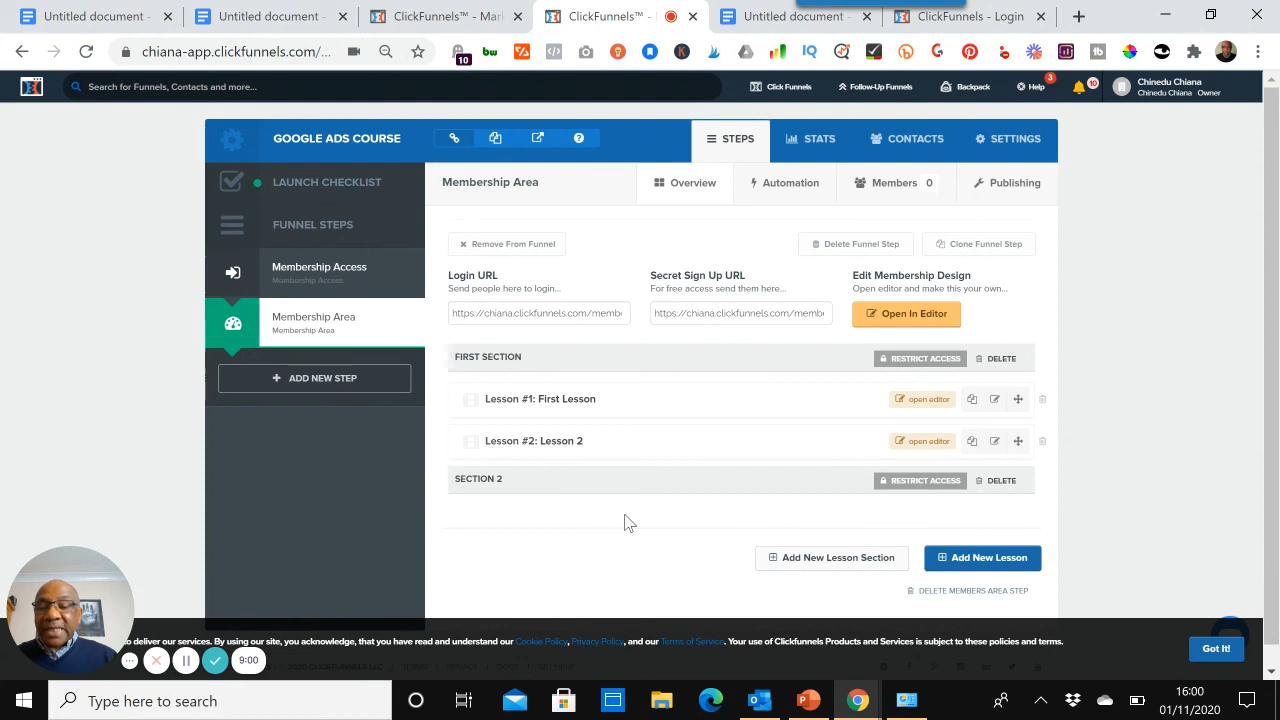 Untitled document
Untitled document
ClickFunnels™ - Mark
ClickFunnels™ -
Untitled document
ClickFunnels - Login
chiana-app.clickfunnels.com/...
10
Search for Funnels, Contacts and more...
Click Funnels
Follow-Up Funnels
Backpack
Help
3
10
Chinedu Chiana
Chinedu Chiana Owner
GOOGLE ADS COURSE
STEPS
STATS
CONTACTS
SETTINGS
LAUNCH CHECKLIST
Membership Area
Overview
Automation
Members 0
Publishing
FUNNEL STEPS
Remove From Funnel
Delete Funnel Step
Clone Funnel Step
Membership Access
Membership Access
Login URL
Send people here to login...
Secret Sign Up URL
For free access send them here...
Edit Membership Design
Open editor and make this your own...
Membership Area
Membership Area
https://chiana.clickfunnels.com/membe
https://chiana.clickfunnels.com/membe
Open In Editor
FIRST SECTION
RESTRICT ACCESS
DELETE
ADD NEW STEP
Lesson #1: First Lesson
open editor
Lesson #2: Lesson 2
open editor
SECTION 2
RESTRICT ACCESS
DELETE
Add New Lesson Section
Add New Lesson
DELETE MEMBERS AREA STEP
to deliver our services. By using our site, you acknowledge, that you have read and understand our Cookie Policy, Privacy Policy, and our Terms of Service. Your use of Clickfunnels Products and Services is subject to these policies and terms.
Got It!
9:00
Type here to search
16:00
01/11/2020